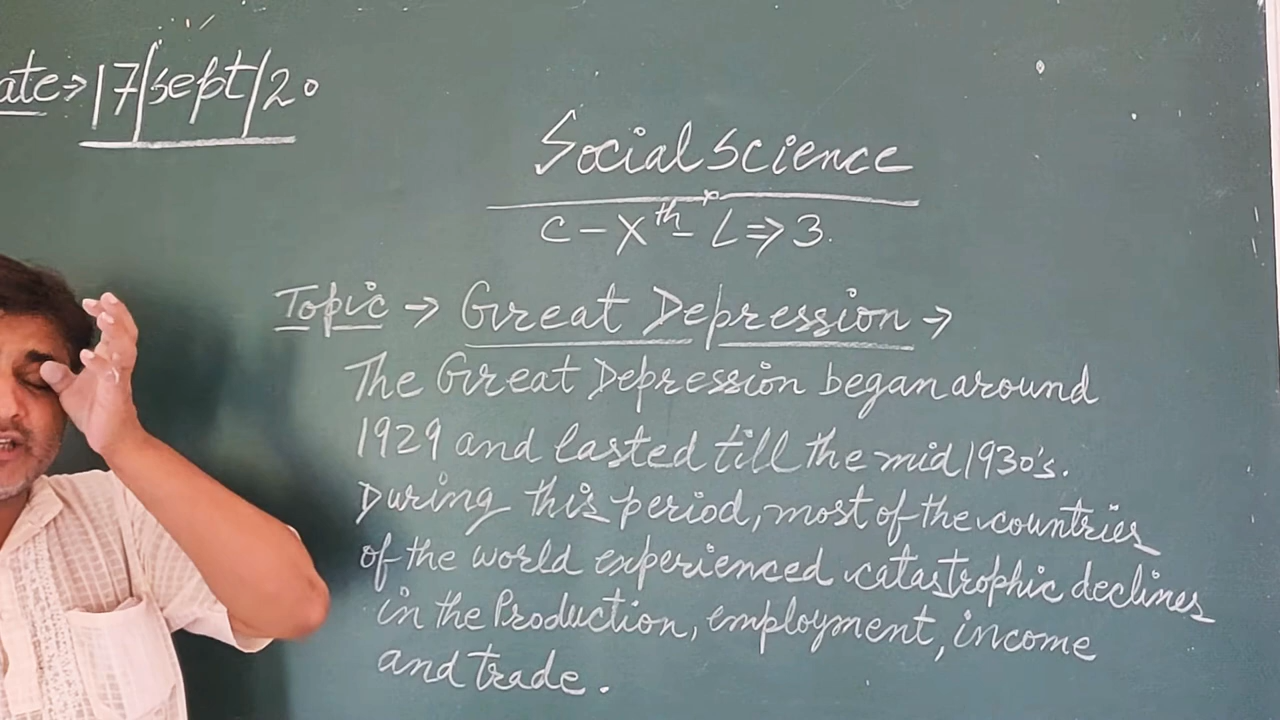 ate⇒17/sept/20
Social Science
C-Xth-L⇒3.
Topic → Great Depression →
The Great Depression began around
1929 and lasted till the mid 1930's.
During this period, most of the countries
of the world experienced catastrophic declines
in the Production, employment, income
and trade.